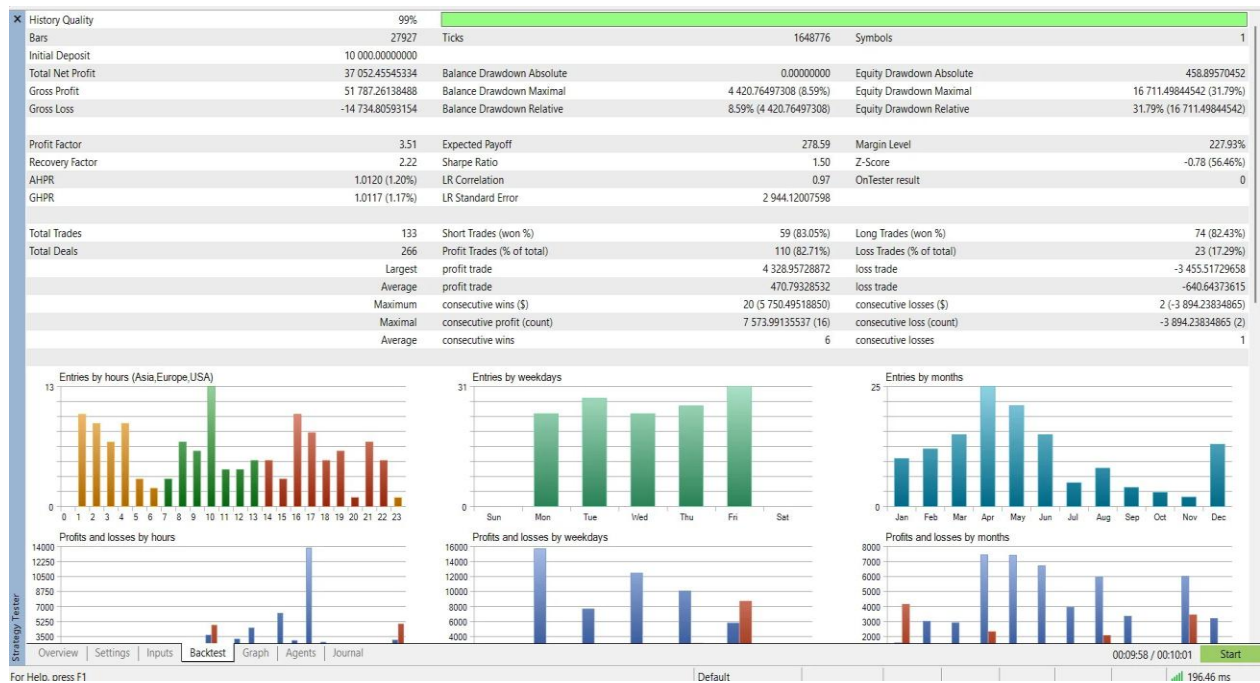 × History Quality 99%
Bars 27927 Ticks 1648776 Symbols 1
Initial Deposit 10 000.00000000
Total Net Profit 37 052.45545334 Balance Drawdown Absolute 0.00000000 Equity Drawdown Absolute 458.89570452
Gross Profit 51 787.26138488 Balance Drawdown Maximal 4 420.76497308 (8.59%) Equity Drawdown Maximal 16 711.49844542 (31.79%)
Gross Loss -14 734.80593154 Balance Drawdown Relative 8.59% (4 420.76497308) Equity Drawdown Relative 31.79% (16 711.49844542)
Profit Factor 3.51 Expected Payoff 278.59 Margin Level 227.93%
Recovery Factor 2.22 Sharpe Ratio 1.50 Z-Score -0.78 (56.46%)
AHPR 1.0120 (1.20%) LR Correlation 0.97 OnTester result 0
GHPR 1.0117 (1.17%) LR Standard Error 2 944.12007598
Total Trades 133 Short Trades (won %) 59 (83.05%) Long Trades (won %) 74 (82.43%)
Total Deals 266 Profit Trades (% of total) 110 (82.71%) Loss Trades (% of total) 23 (17.29%)
Largest profit trade 4 328.95728872 loss trade -3 455.51729658
Average profit trade 470.79328532 loss trade -640.64373615
Maximum consecutive wins ($) 20 (5 750.49518850) consecutive losses ($) 2 (-3 894.23834865)
Maximal consecutive profit (count) 7 573.99135537 (16) consecutive loss (count) -3 894.23834865 (2)
Average consecutive wins 6 consecutive losses 1
Entries by hours (Asia,Europe,USA)
13
0
0 1 2 3 4 5 6 7 8 9 10 11 12 13 14 15 16 17 18 19 20 21 22 23
Entries by weekdays
31
0
Sun Mon Tue Wed Thu Fri Sat
Entries by months
25
0
Jan Feb Mar Apr May Jun Jul Aug Sep Oct Nov Dec
Profits and losses by hours
14000
12250
10500
8750
7000
5250
3500
Profits and losses by weekdays
16000
14000
12000
10000
8000
6000
4000
Profits and losses by months
8000
7000
6000
5000
4000
3000
2000
Strategy Tester
Overview Settings Inputs Backtest Graph Agents Journal 00:09:58 / 00:10:01 Start
For Help, press F1 Default 196.46 ms